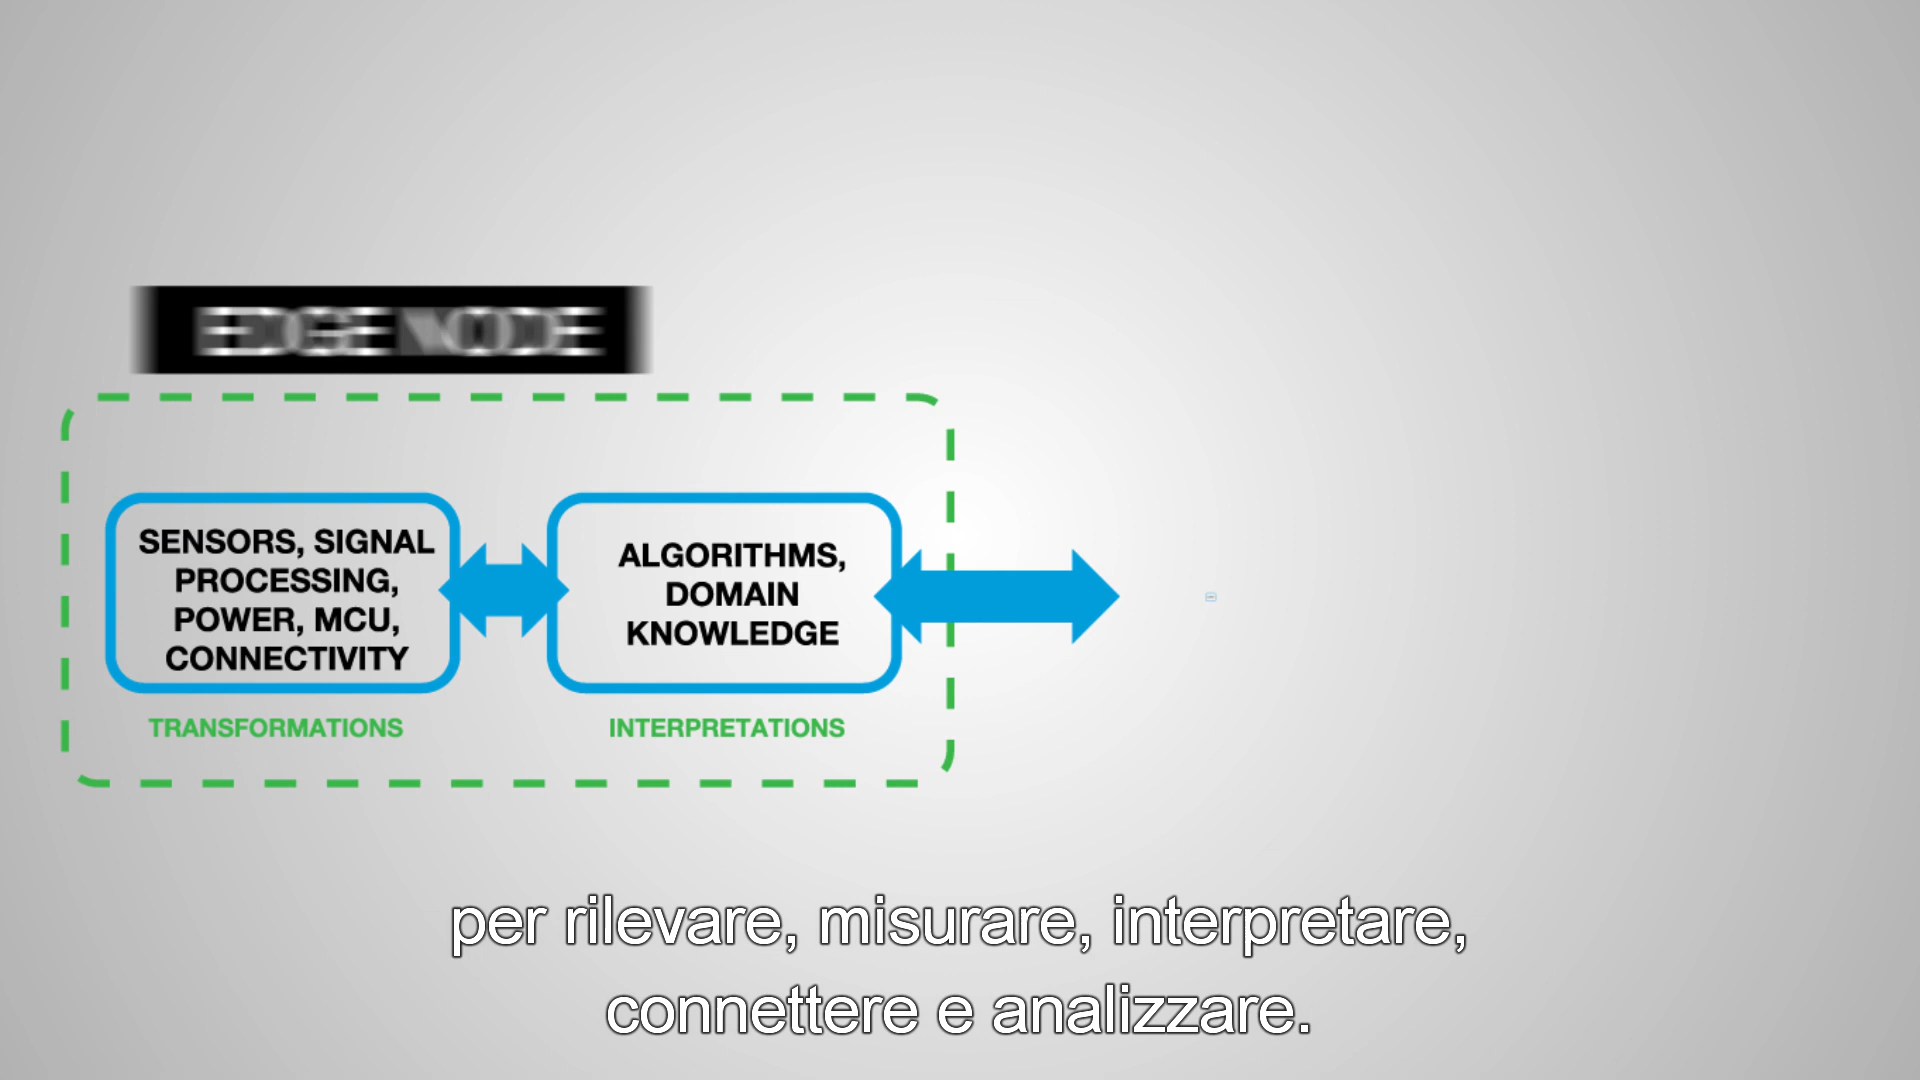 EDGE NODE
SENSORS, SIGNAL
PROCESSING,
POWER, MCU,
CONNECTIVITY
ALGORITHMS,
DOMAIN
KNOWLEDGE
TRANSFORMATIONS
INTERPRETATIONS
per rilevare, misurare, interpretare,
connettere e analizzare.